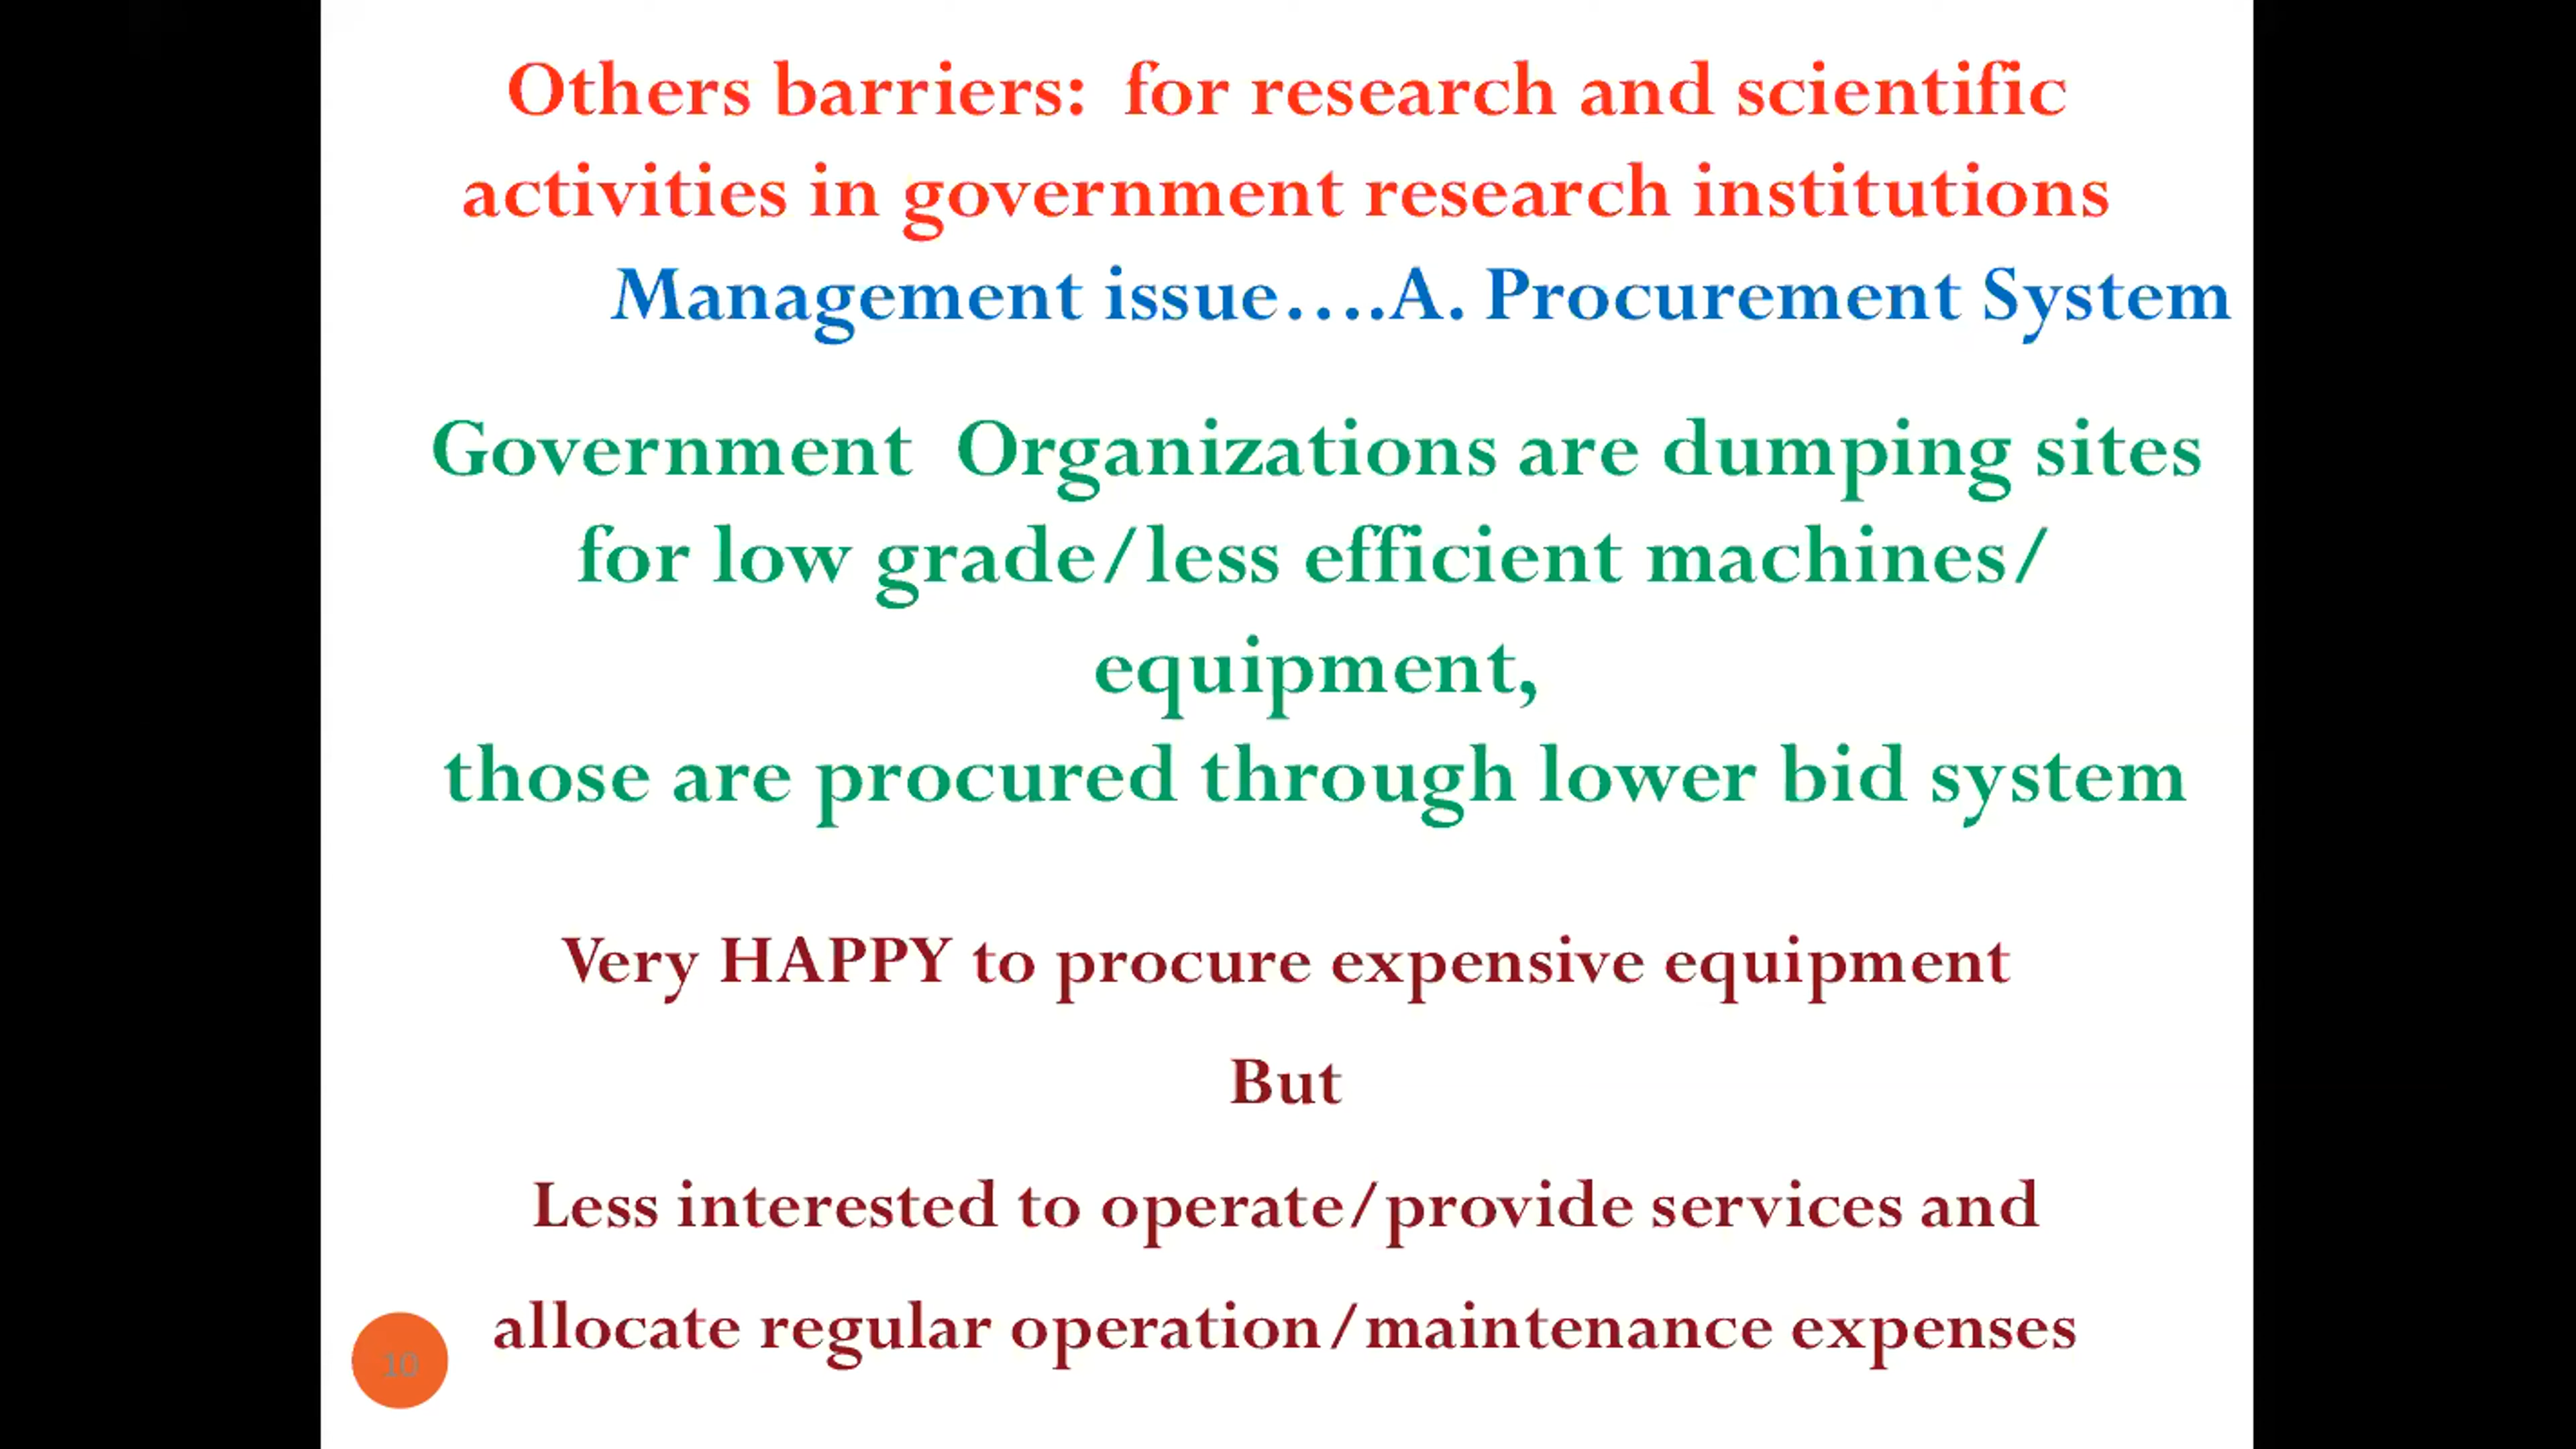 Others barriers: for research and scientific
activities in government research institutions
Management issue....A. Procurement System
Government Organizations are dumping sites
for low grade/less efficient machines/
equipment,
those are procured through lower bid system
Very HAPPY to procure expensive equipment
But
Less interested to operate/provide services and
allocate regular operation/maintenance expenses
10